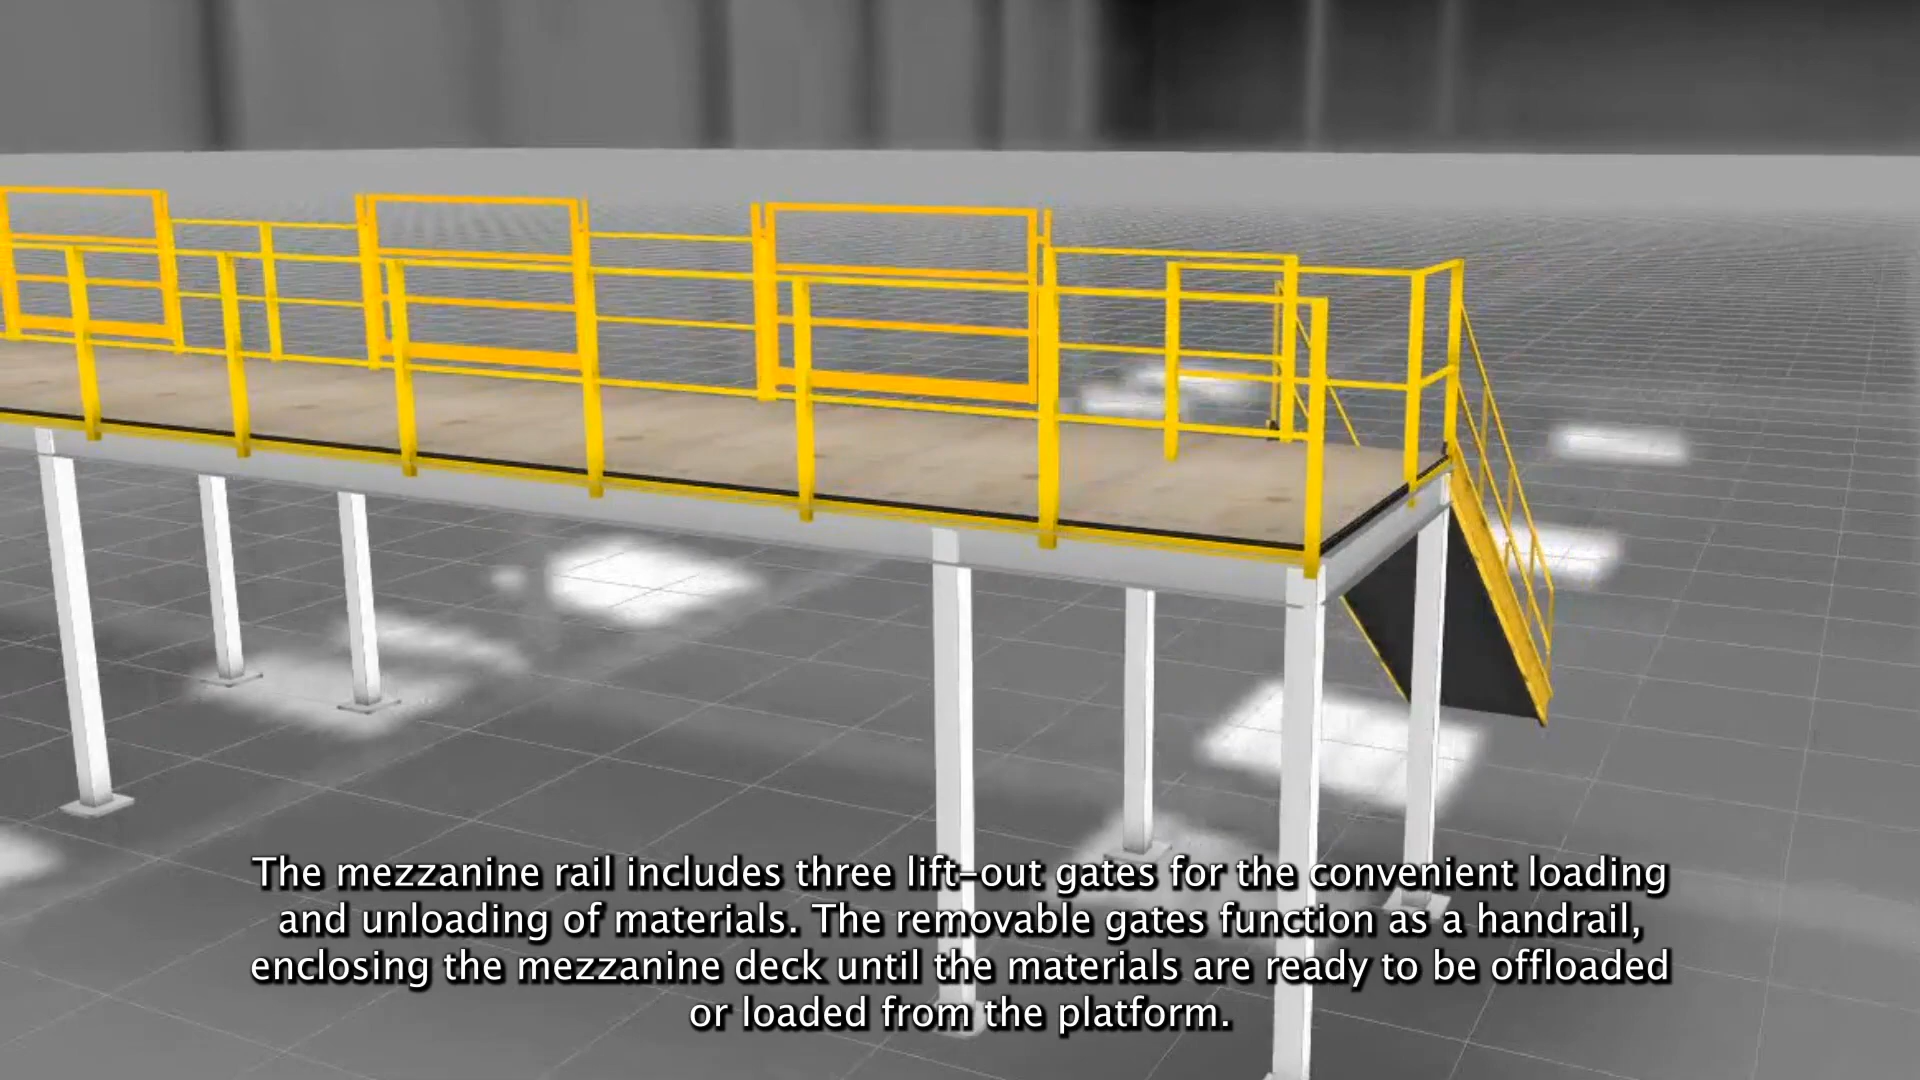 The mezzanine rail includes three lift-out gates for the convenient loading
and unloading of materials. The removable gates function as a handrail,
enclosing the mezzanine deck until the materials are ready to be offloaded
or loaded from the platform.